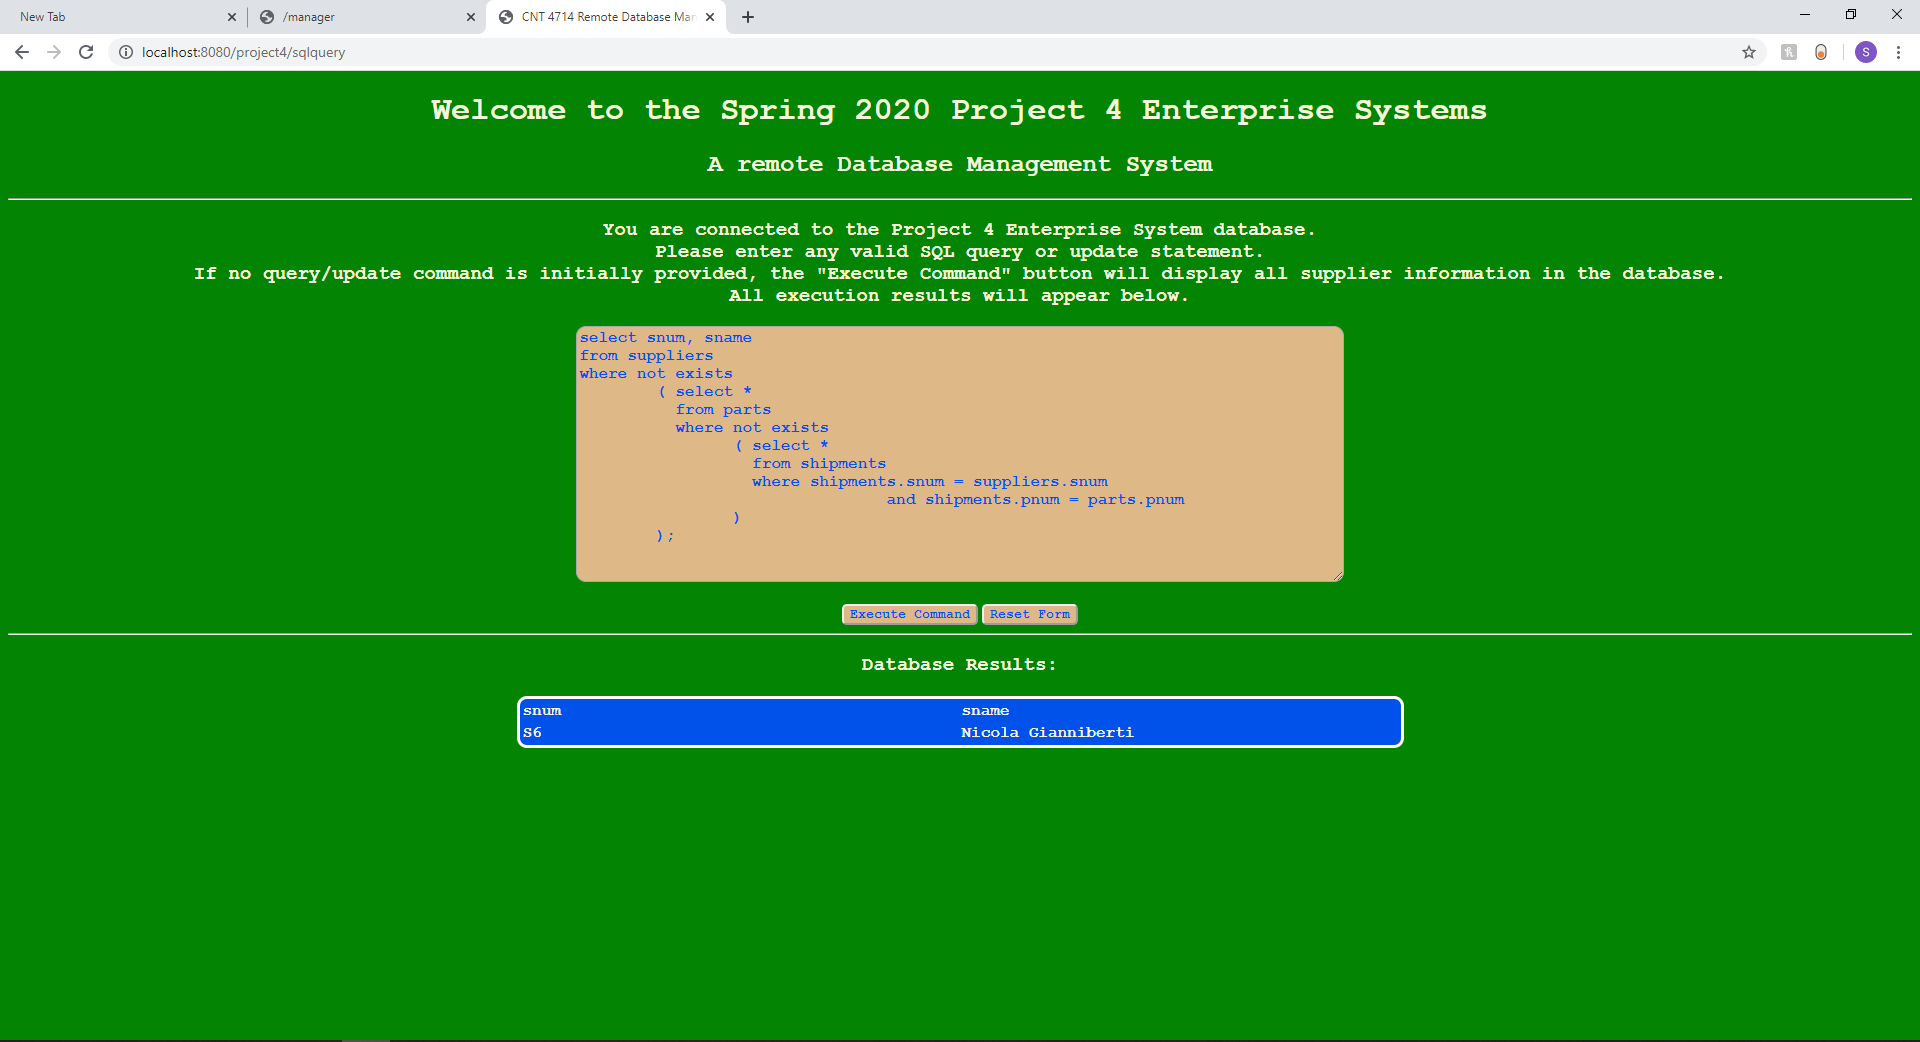 New Tab
/manager
CNT 4714 Remote Database Man
localhost:8080/project4/sqlquery
S
Welcome to the Spring 2020 Project 4 Enterprise Systems
A remote Database Management System
You are connected to the Project 4 Enterprise System database.
Please enter any valid SQL query or update statement.
If no query/update command is initially provided, the "Execute Command" button will display all supplier information in the database.
All execution results will appear below.
select snum, sname
from suppliers
where not exists
( select *
from parts
where not exists
( select *
from shipments
where shipments.snum = suppliers.snum
and shipments.pnum = parts.pnum
)
);
Execute Command Reset Form
Database Results:
snum sname
S6 Nicola Gianniberti